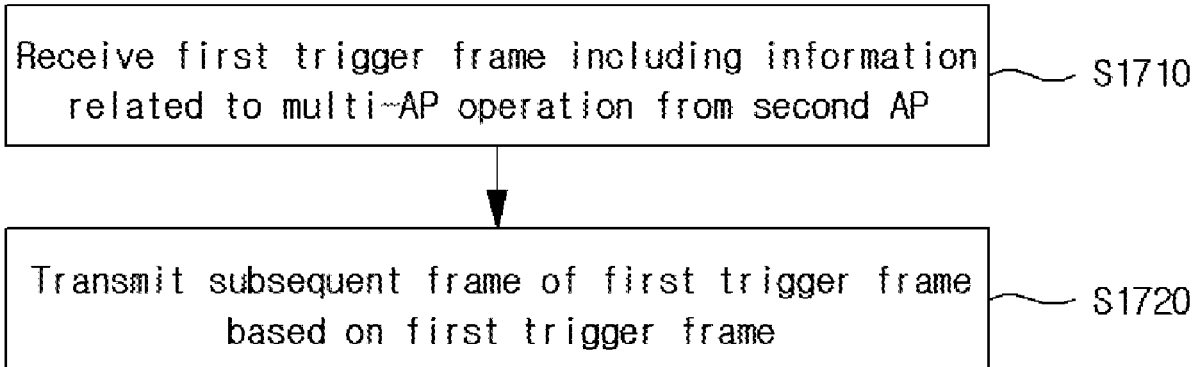 Receive first trigger frame including information
related to multi-AP operation from second AP
S1710
Transmit subsequent frame of first trigger frame
based on first trigger frame
S1720